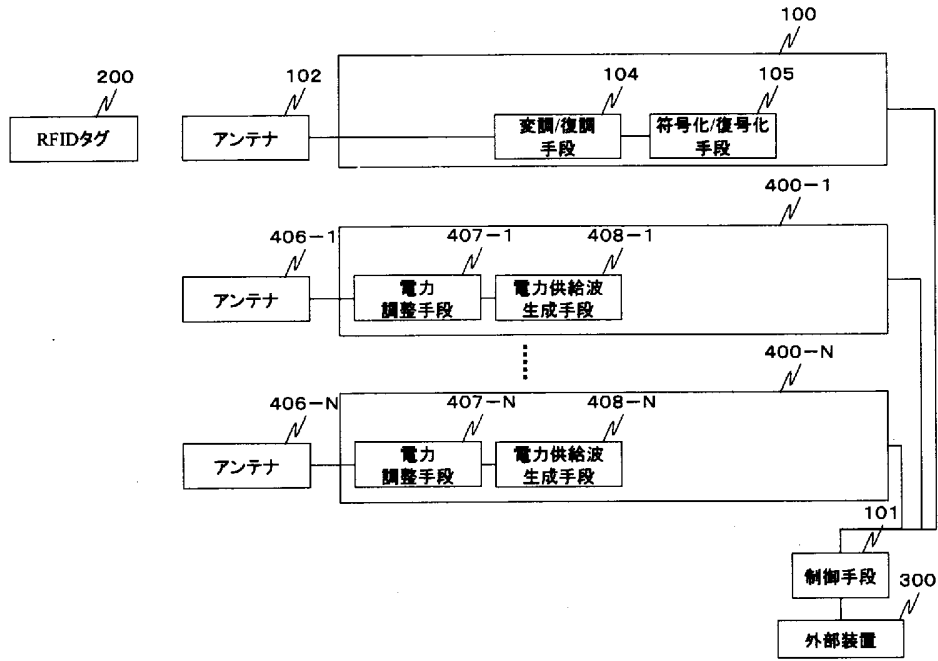 100
200
102
104
105
RFIDタグ
アンテナ
変調/復調
手段
符号化/復号化
手段
400-1
406-1
407-1
408-1
アンテナ
電力
調整手段
電力供給波
生成手段
400-N
406-N
407-N
408-N
アンテナ
電力
調整手段
電力供給波
生成手段
101
制御手段
300
外部装置